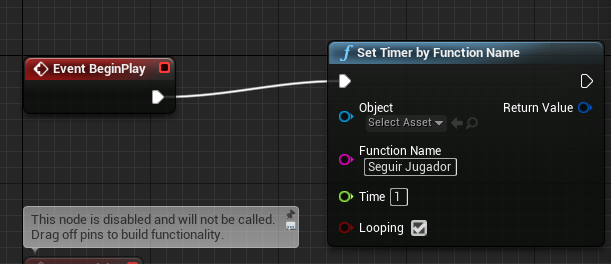 Event BeginPlay
Set Timer by Function Name
Object
Select Asset
Return Value
Function Name
Seguir Jugador
Time 1
Looping
This node is disabled and will not be called.
Drag off pins to build functionality.